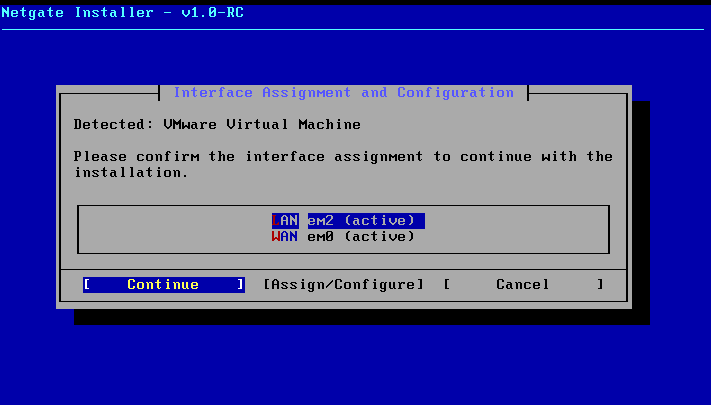 Netgate Installer - v1.0-RC
Interface Assignment and Configuration
Detected: VMware Virtual Machine
Please confirm the interface assignment to continue with the
installation.
LAN em2 (active)
WAN em0 (active)
[ Continue ] [Assign/Configure] [ Cancel ]